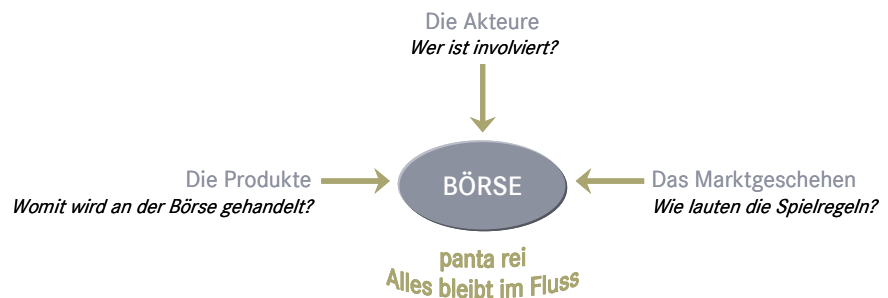 Die Akteure
Wer ist involviert?
Die Produkte
Womit wird an der Börse gehandelt?
BÖRSE
Das Marktgeschehen
Wie lauten die Spielregeln?
panta rei
Alles bleibt im Fluss